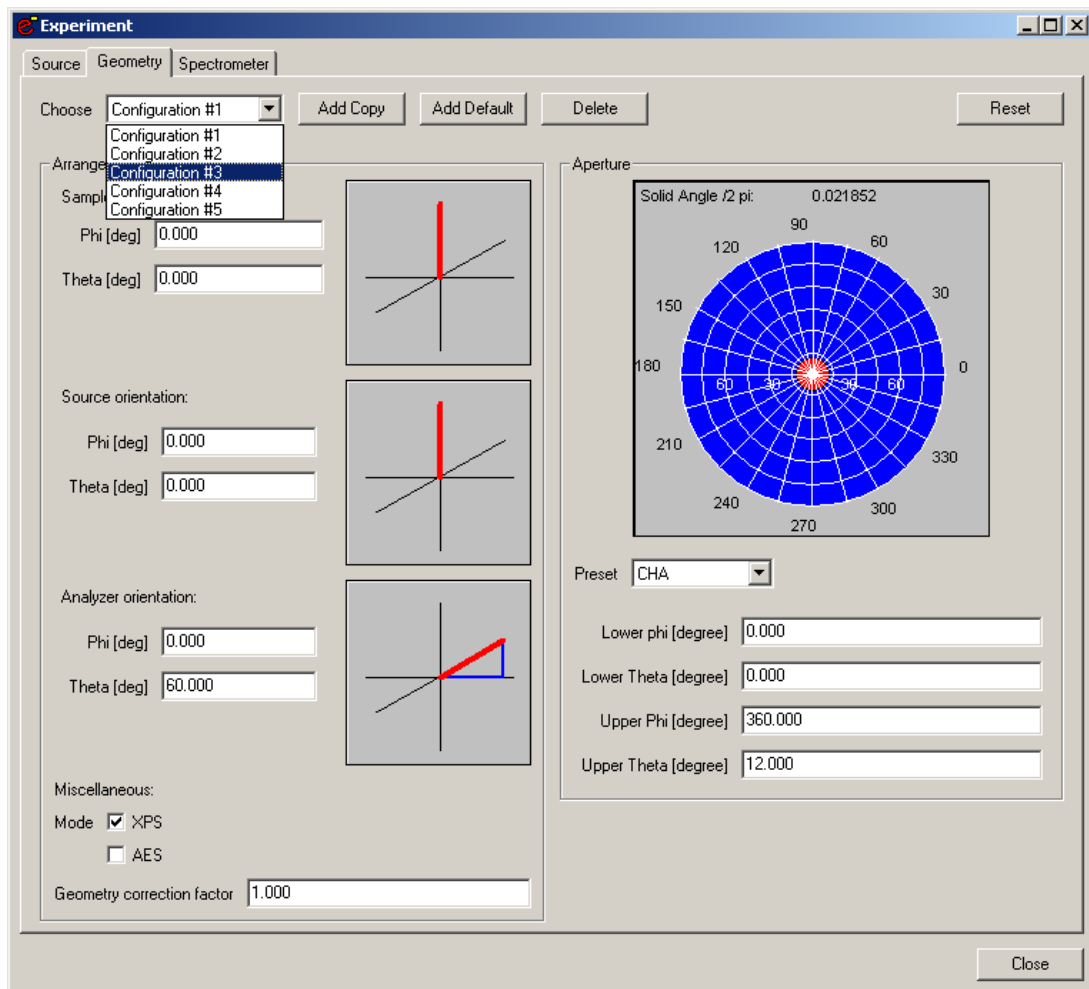 Experiment
Source Geometry Spectrometer
Choose Configuration #1 Add Copy Add Default Delete Reset
Configuration #1
Configuration #2
Configuration #3
Configuration #4
Configuration #5
Arrange
Sampl
Phi [deg] 0.000
Theta [deg] 0.000
Source orientation:
Phi [deg] 0.000
Theta [deg] 0.000
Analyzer orientation:
Phi [deg] 0.000
Theta [deg] 60.000
Miscellaneous:
Mode XPS
AES
Geometry correction factor 1.000
Aperture
Solid Angle /2 pi: 0.021852
90
120 60
150 30
180 60 30 30 60 0
210 330
240 300
270
Preset CHA
Lower phi [degree] 0.000
Lower Theta [degree] 0.000
Upper Phi [degree] 360.000
Upper Theta [degree] 12.000
Close